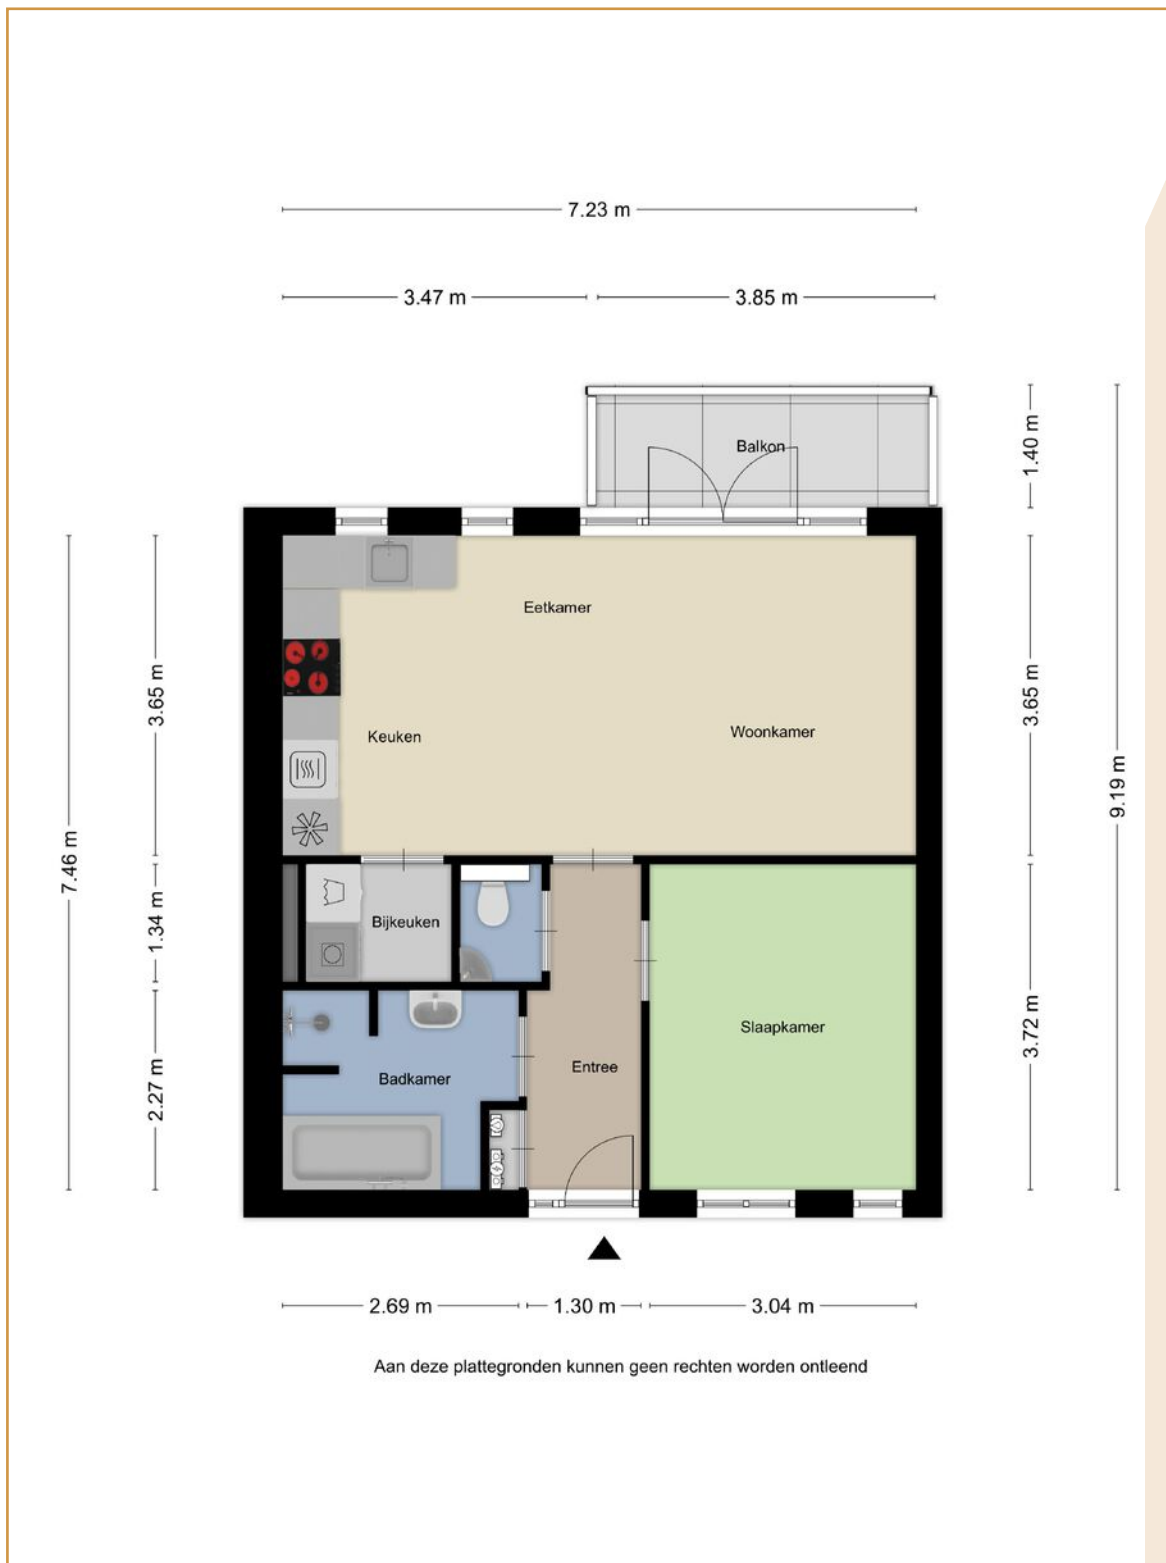 7.23 m
3.47 m
3.85 m
Balkon
1.40 m
Eetkamer
3.65 m
3.65 m
Keuken
Woonkamer
9.19 m
7.46 m
1.34 m
Bijkeuken
Slaapkamer
3.72 m
2.27 m
Badkamer
Entree
2.69 m
1.30 m
3.04 m
Aan deze plattegronden kunnen geen rechten worden ontleend